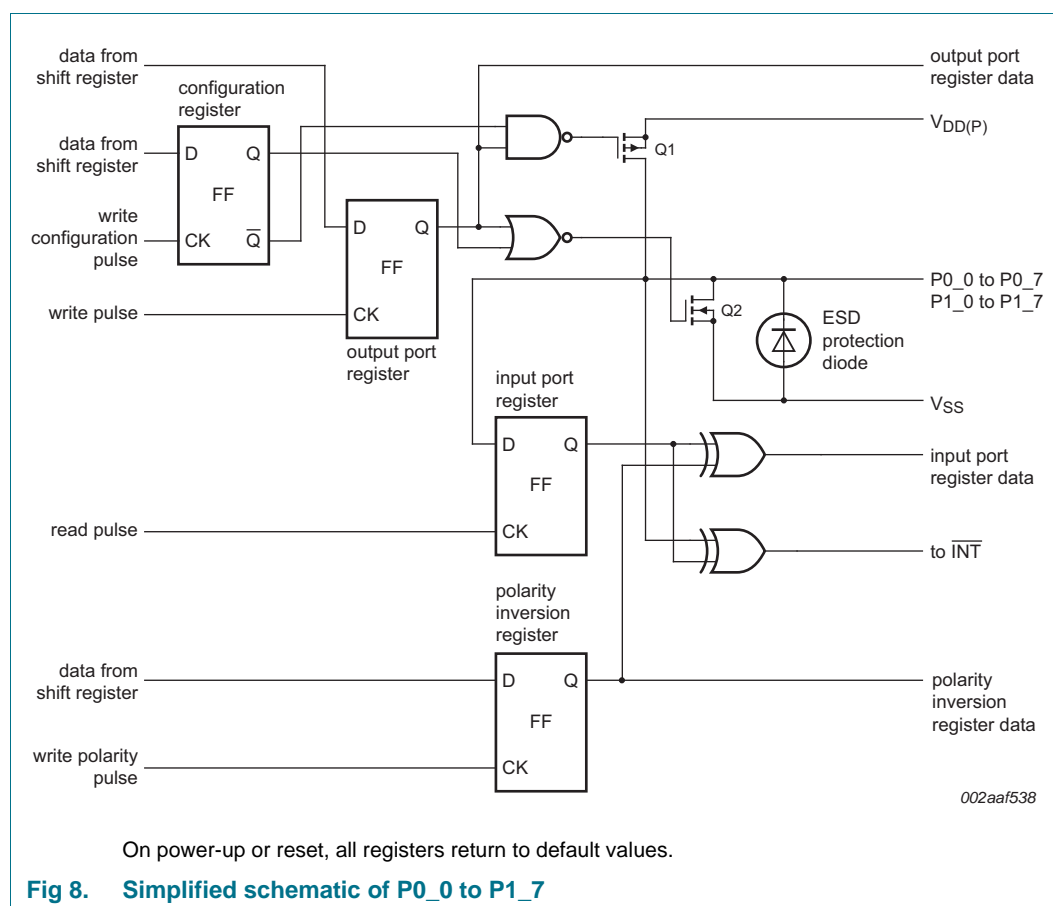 data from
shift register
output port
register data
configuration
register
VDD(P)
data from
shift register
D
Q
Q1
FF
write
configuration
pulse
CK
Q̅
D
Q
FF
P0_0 to P0_7
P1_0 to P1_7
write pulse
CK
Q2
ESD
protection
diode
output port
register
input port
register
VSS
D
Q
input port
register data
FF
read pulse
CK
to I̅N̅T̅
polarity
inversion
register
data from
shift register
D
Q
polarity
inversion
register data
FF
write polarity
pulse
CK
002aaf538
On power-up or reset, all registers return to default values.
Fig 8. Simplified schematic of P0_0 to P1_7